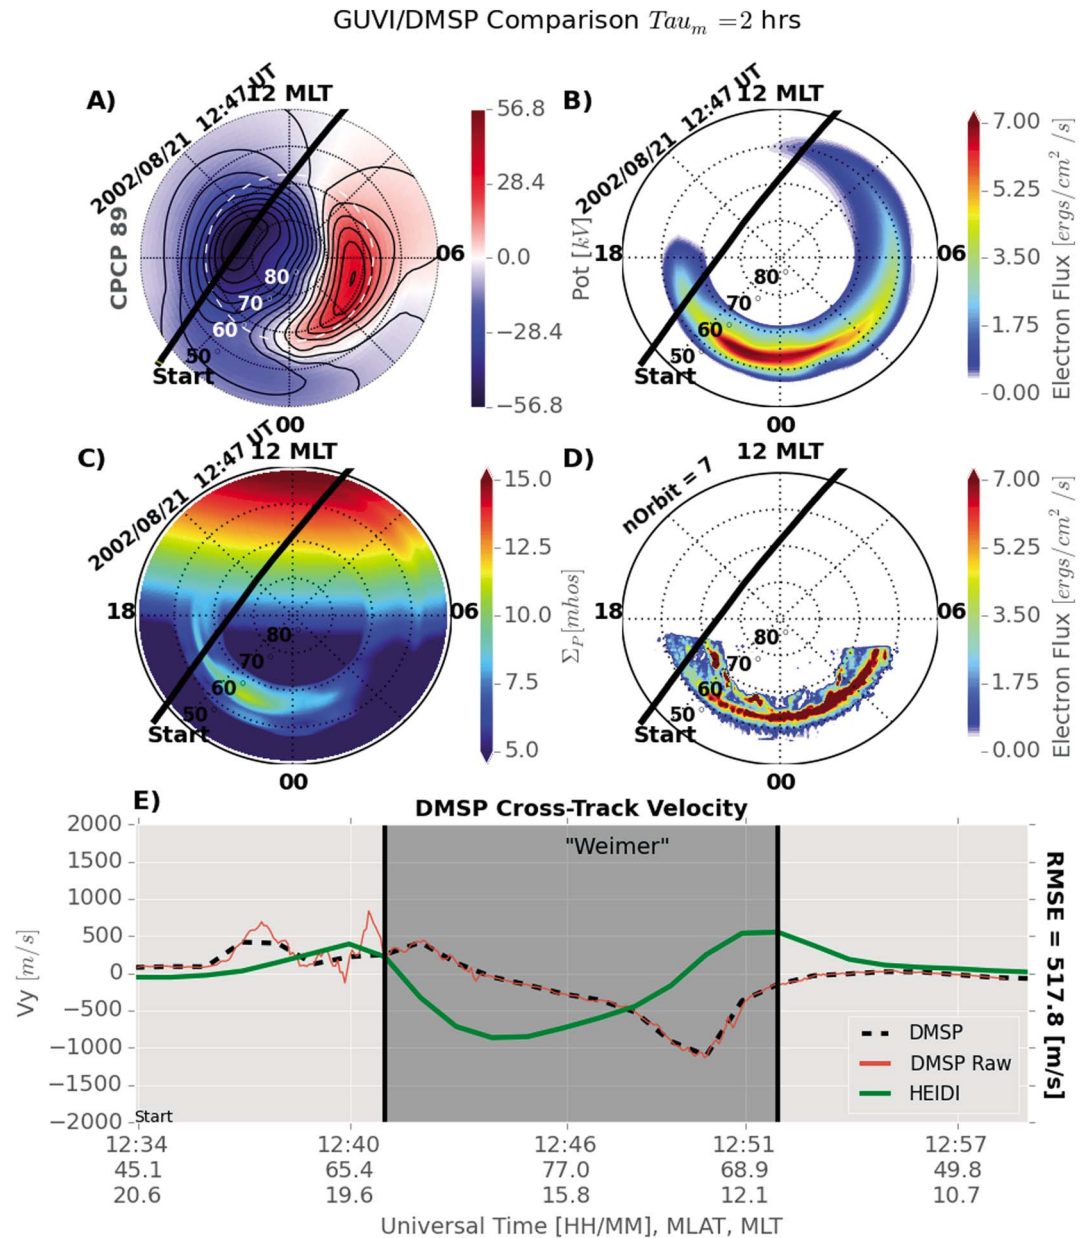 GUVI/DMSP Comparison Tau_m = 2 hrs
A)
2002/08/21 12:47 UT
12 MLT
CPCP 89
06
80
70
60
50
Start
00
56.8
28.4
0.0
−28.4
−56.8
Pot [kV]
B)
2002/08/21 12:47 UT
12 MLT
18
06
80
70
60
50
Start
00
7.00
5.25
3.50
1.75
0.00
Electron Flux [ergs/cm² /s]
C)
2002/08/21 12:47 UT
12 MLT
18
06
80
70
60
50
Start
00
15.0
12.5
10.0
7.5
5.0
Σ_P [mhos]
D)
nOrbit = 7
12 MLT
18
06
80
70
60
50
Start
00
7.00
5.25
3.50
1.75
0.00
Electron Flux [ergs/cm² /s]
E)
DMSP Cross-Track Velocity
"Weimer"
Vy [m/s]
2000
1500
1000
500
0
−500
−1000
−1500
−2000
Start
DMSP
DMSP Raw
HEIDI
RMSE = 517.8 [m/s]
12:34 12:40 12:46 12:51 12:57
45.1 65.4 77.0 68.9 49.8
20.6 19.6 15.8 12.1 10.7
Universal Time [HH/MM], MLAT, MLT